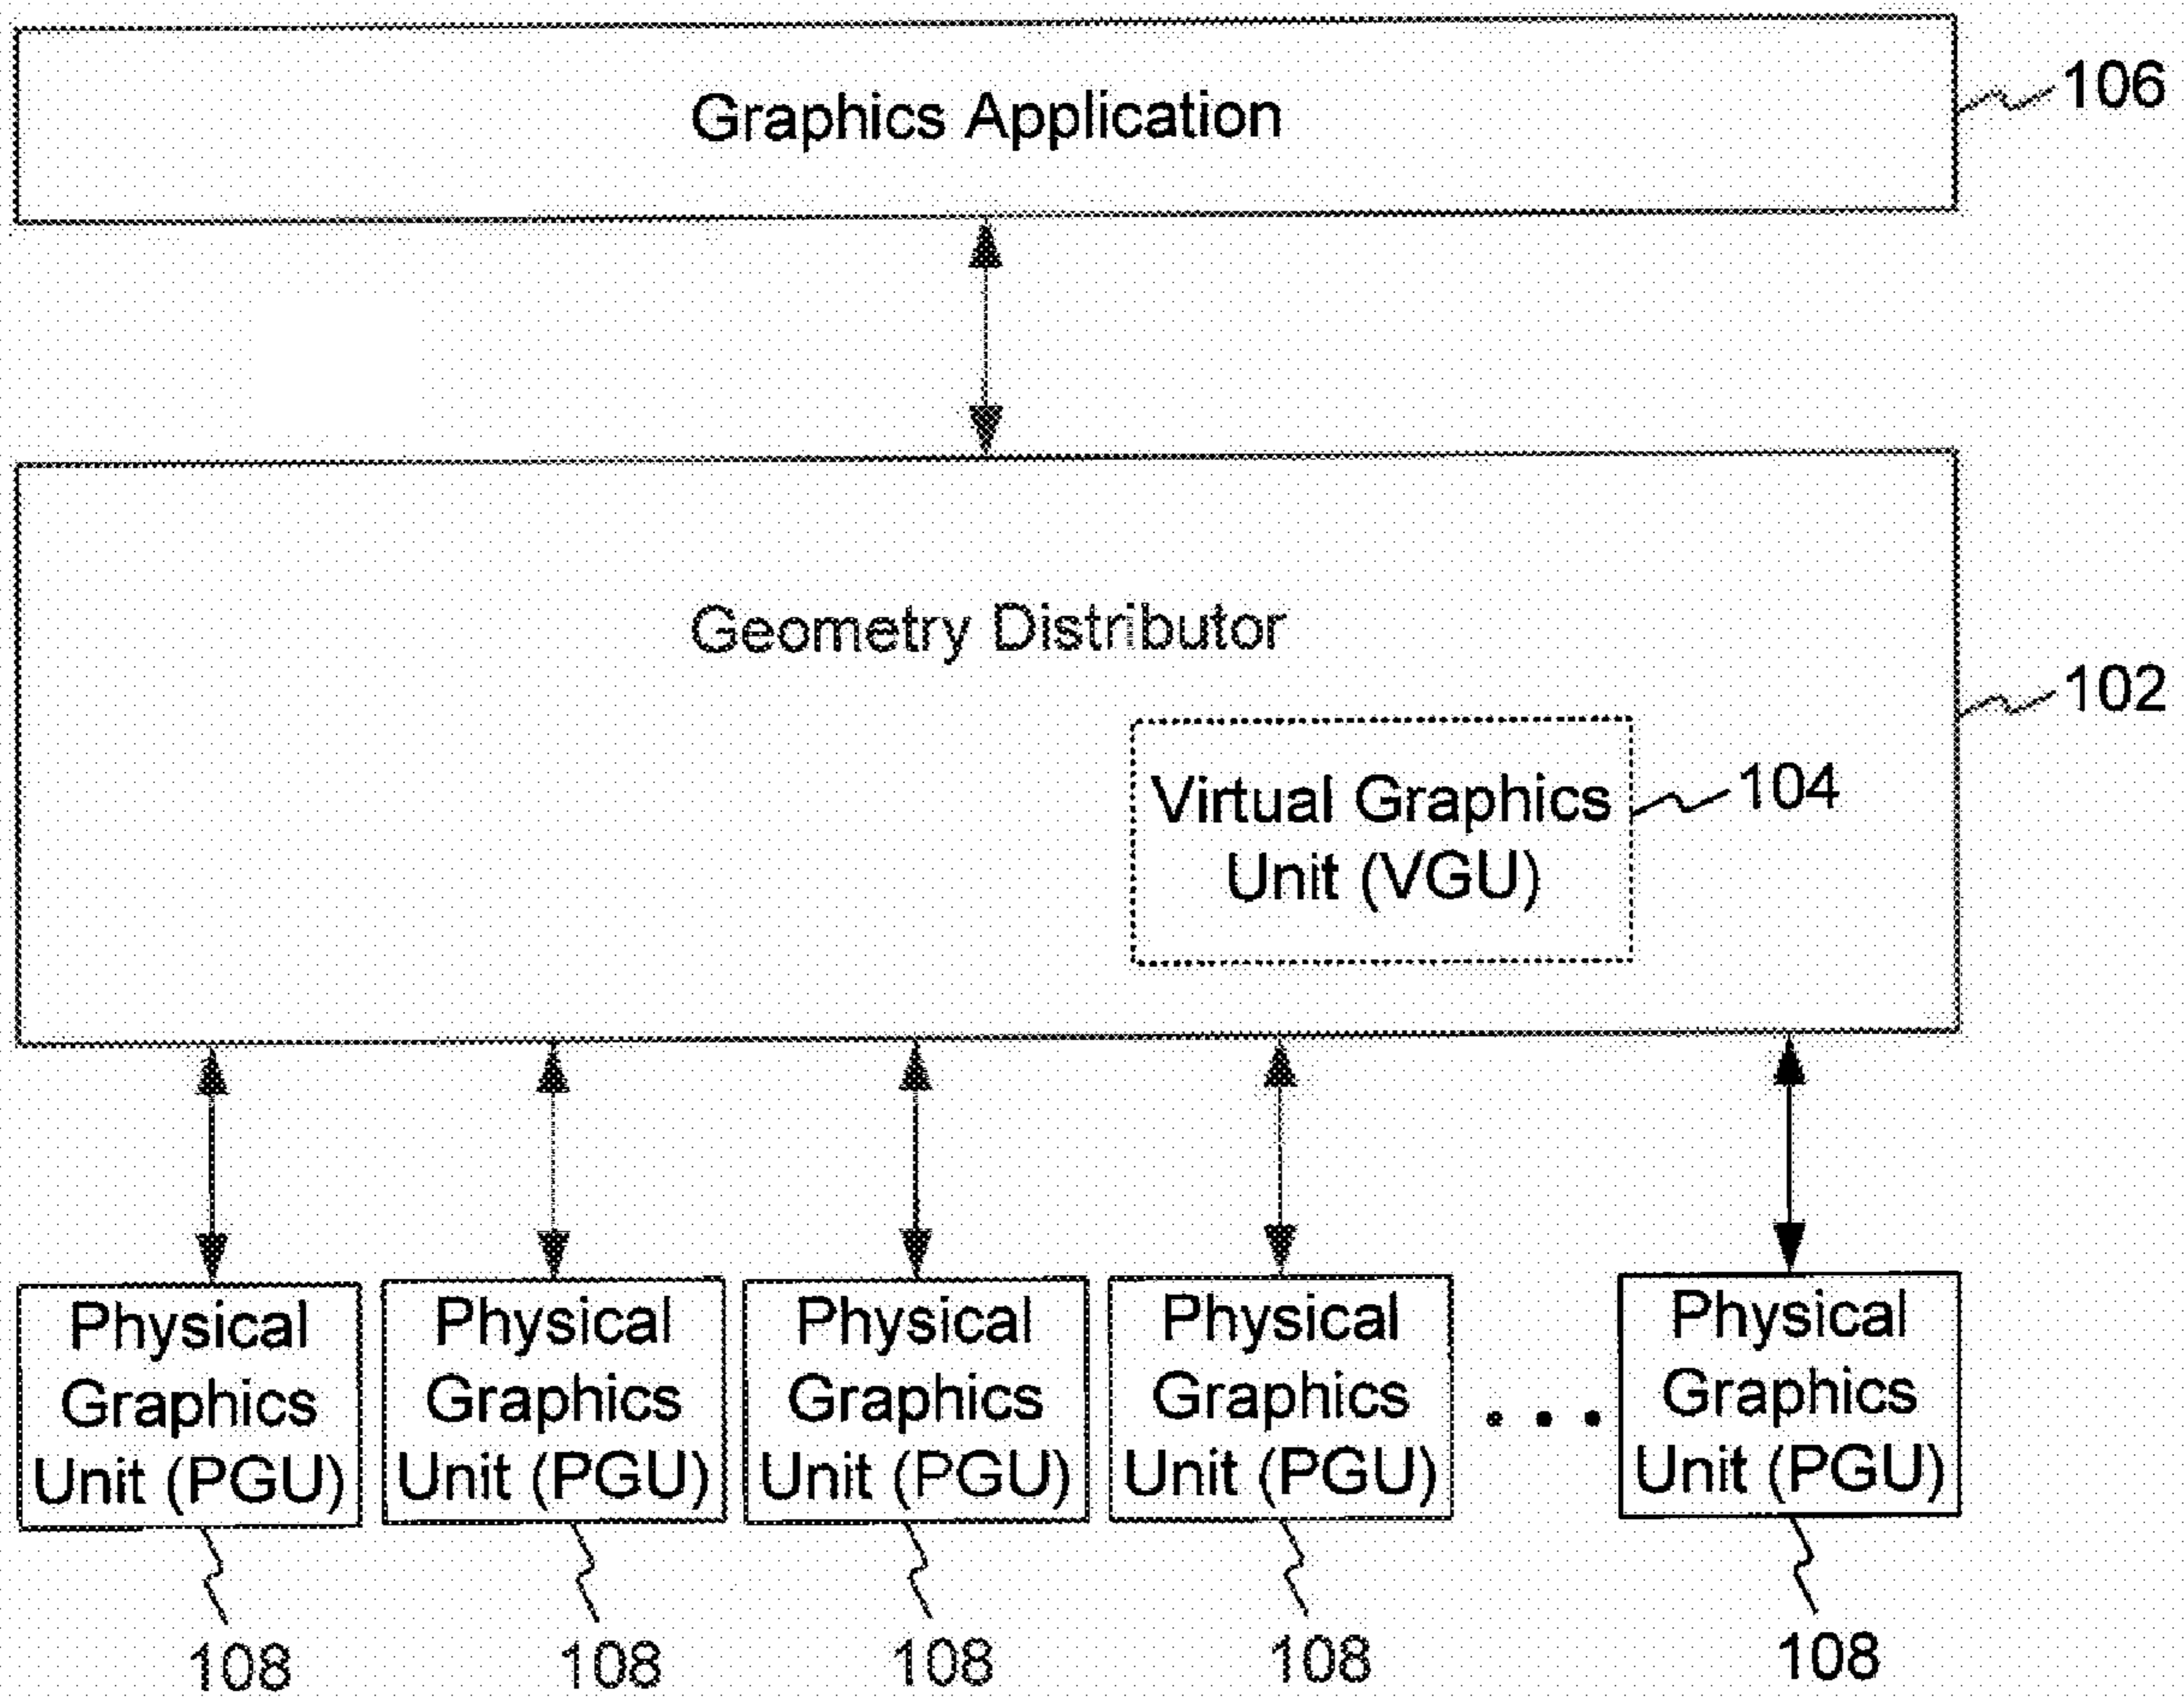 Graphics Application
106
Geometry Distributor
102
Virtual Graphics
Unit (VGU)
104
Physical
Graphics
Unit (PGU)
Physical
Graphics
Unit (PGU)
Physical
Graphics
Unit (PGU)
Physical
Graphics
Unit (PGU)
. . .
Physical
Graphics
Unit (PGU)
108
108
108
108
108